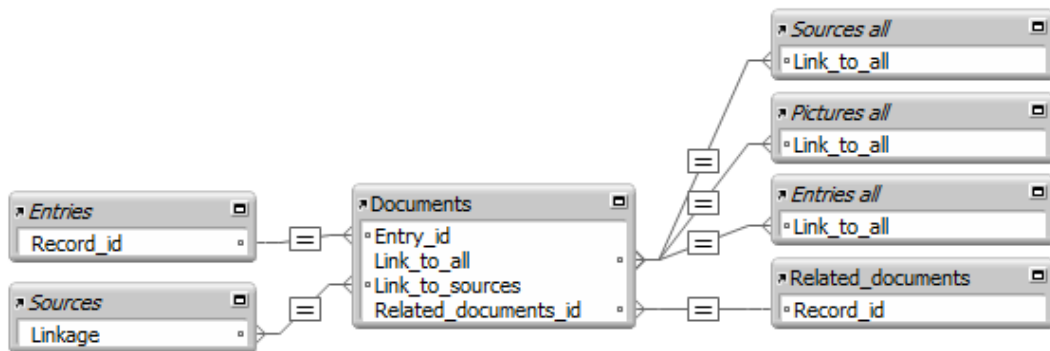 Sources all
Link_to_all
Pictures all
Link_to_all
Entries all
Link_to_all
Entries
Record_id
Sources
Linkage
Documents
Entry_id
Link_to_all
Link_to_sources
Related_documents_id
Related_documents
Record_id
=
=
=
=
=
=